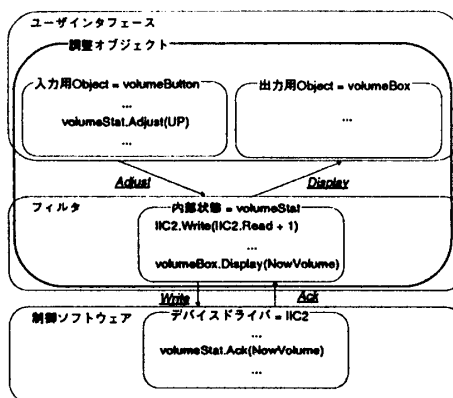 ユーザインタフェース
調整オブジェクト
入力用Object = volumeButton
...
volumeStat.Adjust(UP)
出力用Object = volumeBox
...
Adjust
Display
フィルタ
内部状態 = volumeStat
IIC2.Write(IIC2.Read + 1)
...
volumeBox.Display(NowVolume)
Write
Ack
制御ソフトウェア
デバイスドライバ = IIC2
...
volumeStat.Ack(NowVolume)
...